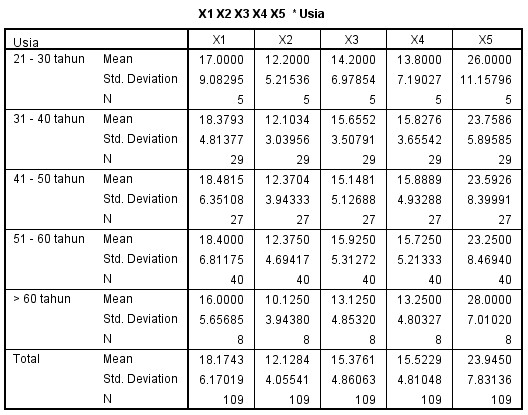 X1 X2 X3 X4 X5 * Usia
Usia X1 X2 X3 X4 X5
21 - 30 tahun Mean 17.0000 12.2000 14.2000 13.8000 26.0000
Std. Deviation 9.08295 5.21536 6.97854 7.19027 11.15796
N 5 5 5 5 5
31 - 40 tahun Mean 18.3793 12.1034 15.6552 15.8276 23.7586
Std. Deviation 4.81377 3.03956 3.50791 3.65542 5.89585
N 29 29 29 29 29
41 - 50 tahun Mean 18.4815 12.3704 15.1481 15.8889 23.5926
Std. Deviation 6.35108 3.94333 5.12688 4.93288 8.39991
N 27 27 27 27 27
51 - 60 tahun Mean 18.4000 12.3750 15.9250 15.7250 23.2500
Std. Deviation 6.81175 4.69417 5.31272 5.21333 8.46940
N 40 40 40 40 40
> 60 tahun Mean 16.0000 10.1250 13.1250 13.2500 28.0000
Std. Deviation 5.65685 3.94380 4.85320 4.80327 7.01020
N 8 8 8 8 8
Total Mean 18.1743 12.1284 15.3761 15.5229 23.9450
Std. Deviation 6.17019 4.05541 4.86063 4.81048 7.83136
N 109 109 109 109 109